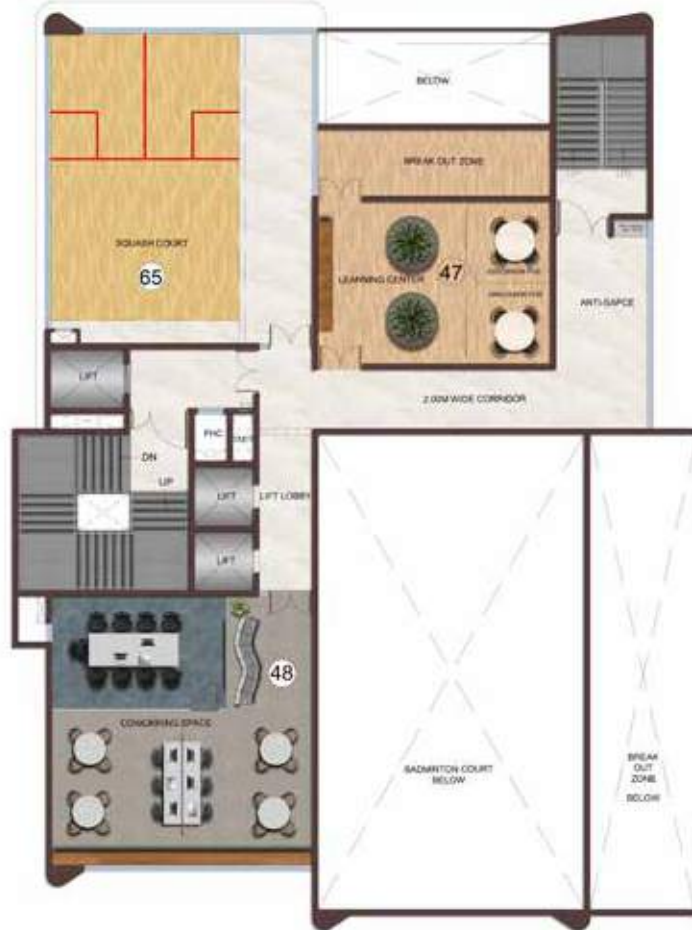 BELOW
BREAK OUT ZONE
SQUASH COURT
65
LEARNING CENTER
47
ANTI-SAPCE
LIFT
2.00M WIDE CORRIDOR
FHC
DN
UP
LIFT
LIFT LOBBY
LIFT
48
COWORKING SPACE
BADMINTON COURT
BELOW
BREAK
OUT
ZONE
BELOW